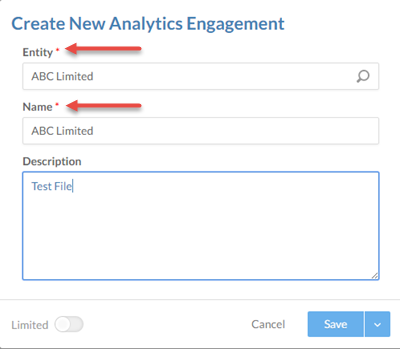 Create New Analytics Engagement
Entity *
ABC Limited
Name *
ABC Limited
Description
Test File
Limited Cancel Save